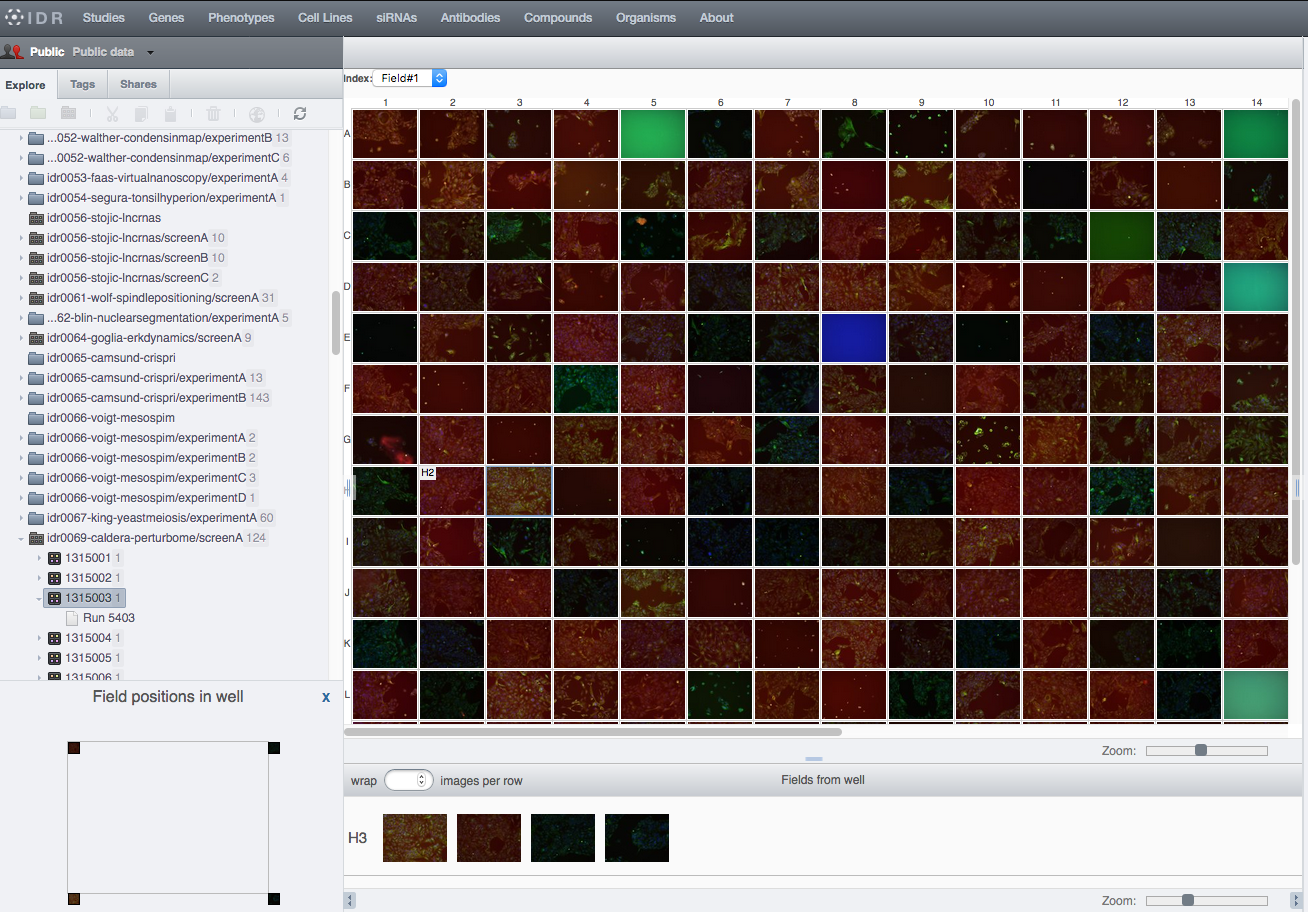 IDR Studies Genes Phenotypes Cell Lines siRNAs Antibodies Compounds Organisms About
Public Public data
Explore Tags Shares
...052-walther-condensinmap/experimentB 13
...0052-walther-condensinmap/experimentC 6
idr0053-faas-virtualnanoscopy/experimentA 4
idr0054-segura-tonsilhyperion/experimentA 1
idr0056-stojic-lncrnas
idr0056-stojic-lncrnas/screenA 10
idr0056-stojic-lncrnas/screenB 10
idr0056-stojic-lncrnas/screenC 2
idr0061-wolf-spindlepositioning/screenA 31
...62-blin-nuclearsegmentation/experimentA 5
idr0064-goglia-erkdynamics/screenA 9
idr0065-camsund-crispri
idr0065-camsund-crispri/experimentA 13
idr0065-camsund-crispri/experimentB 143
idr0066-voigt-mesospim
idr0066-voigt-mesospim/experimentA 2
idr0066-voigt-mesospim/experimentB 2
idr0066-voigt-mesospim/experimentC 3
idr0066-voigt-mesospim/experimentD 1
idr0067-king-yeastmeiosis/experimentA 60
idr0069-caldera-perturbome/screenA 124
1315001 1
1315002 1
1315003 1
Run 5403
1315004 1
1315005 1
1315006 1
Field positions in well x
Index: Field#1
1 2 3 4 5 6 7 8 9 10 11 12 13 14
A
B
C
D
E
F
G
H H2
I
J
K
L
Zoom:
wrap images per row Fields from well
H3
Zoom: